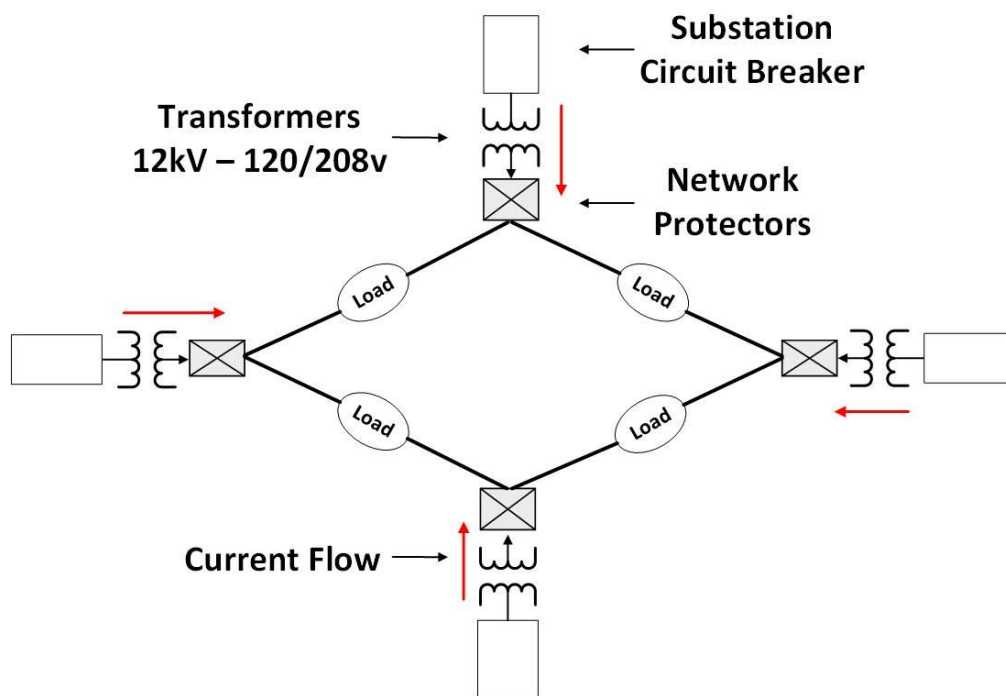 Substation
Circuit Breaker
Transformers
12kV – 120/208v
Network
Protectors
Load
Load
Load
Load
Current Flow